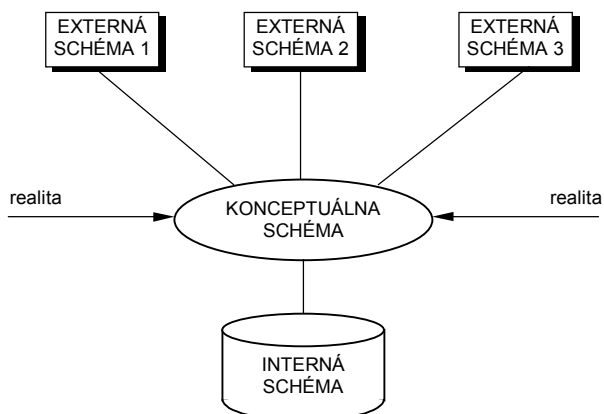 EXTERNÁ
SCHÉMA 1
EXTERNÁ
SCHÉMA 2
EXTERNÁ
SCHÉMA 3
realita
KONCEPTUÁLNA
SCHÉMA
realita
INTERNÁ
SCHÉMA